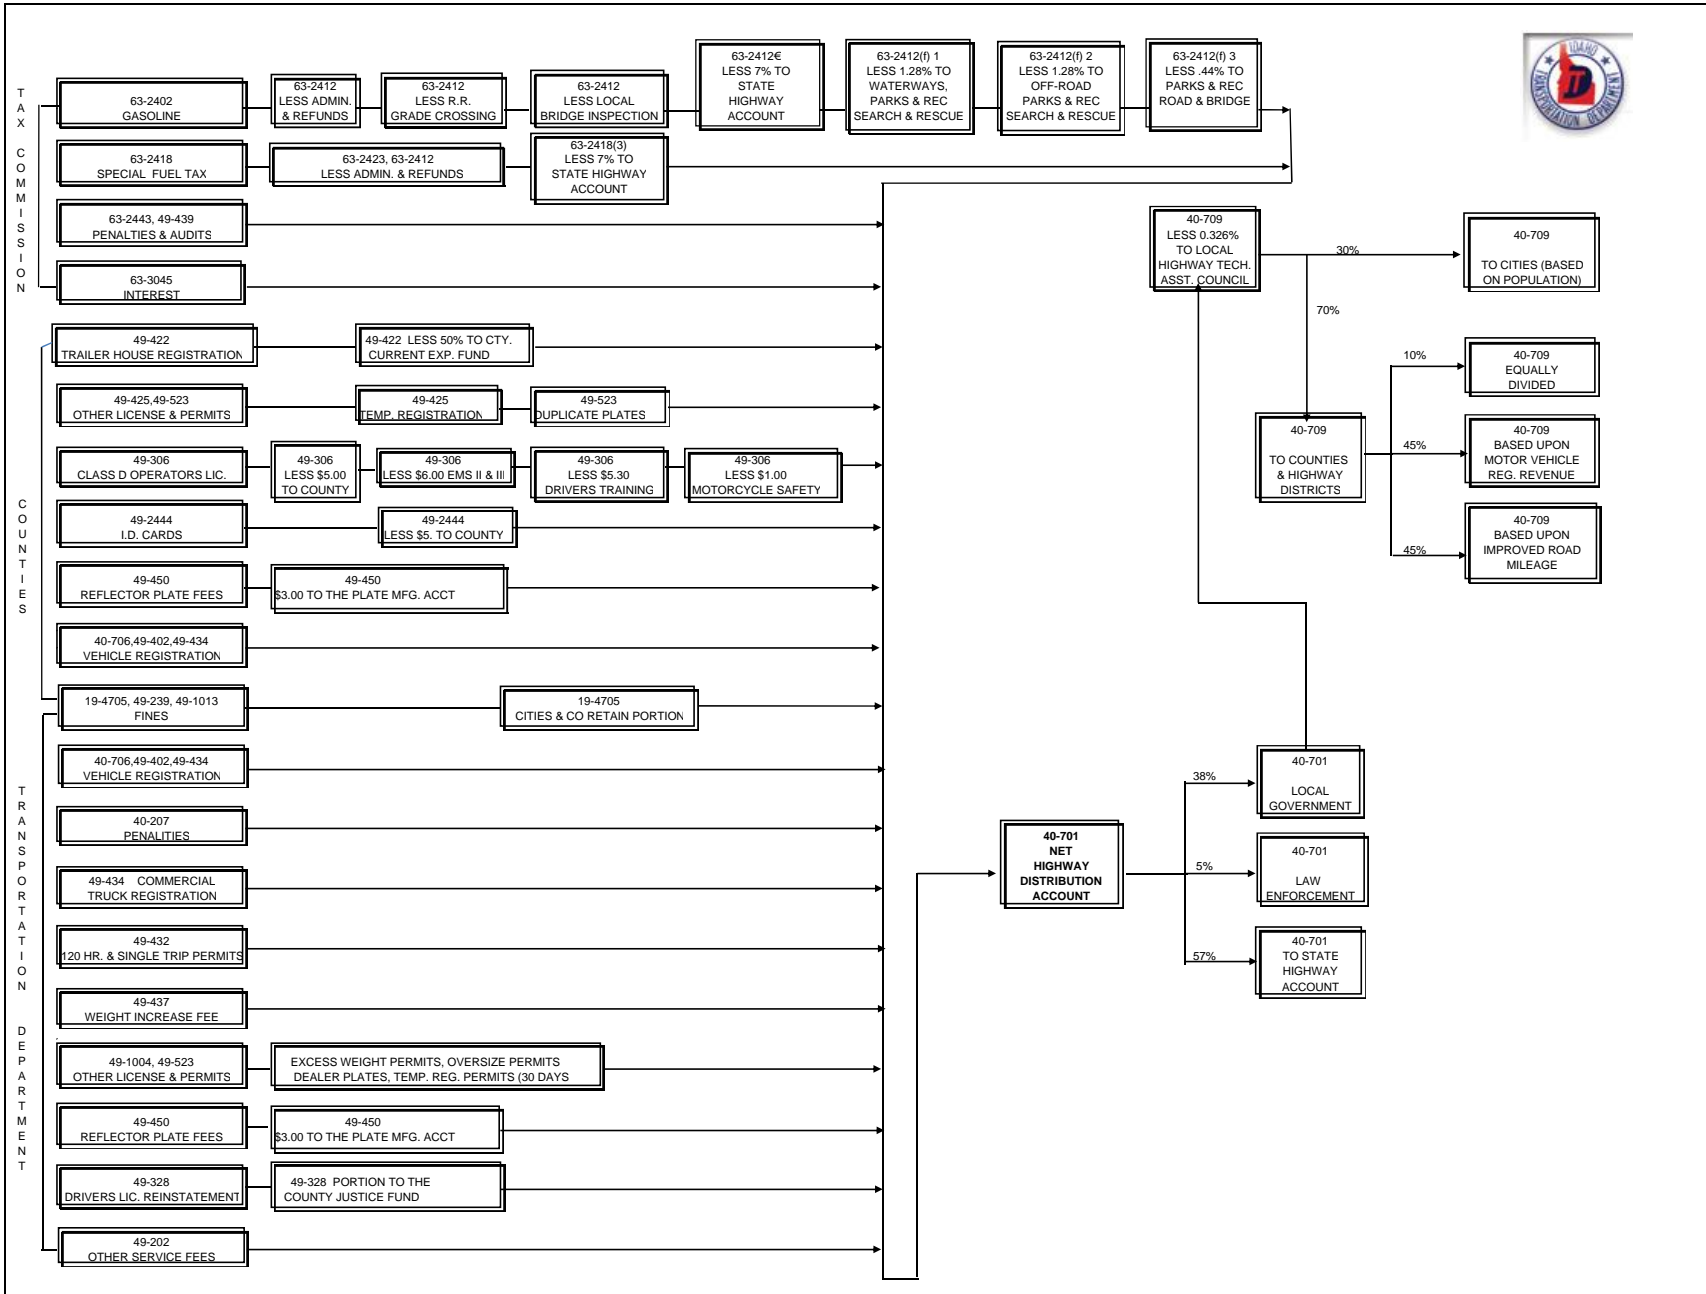 TAX COMMISSION
63-2402
GASOLINE
63-2412
LESS ADMIN.
& REFUNDS
63-2412
LESS R.R.
GRADE CROSSING
63-2412
LESS LOCAL
BRIDGE INSPECTION
63-2412€
LESS 7% TO
STATE
HIGHWAY
ACCOUNT
63-2412(f) 1
LESS 1.28% TO
WATERWAYS,
PARKS & REC
SEARCH & RESCUE
63-2412(f) 2
LESS 1.28% TO
OFF-ROAD
PARKS & REC
SEARCH & RESCUE
63-2412(f) 3
LESS .44% TO
PARKS & REC
ROAD & BRIDGE
IDAHO
TRANSPORTATION DEPARTMENT
63-2418
SPECIAL FUEL TAX
63-2423, 63-2412
LESS ADMIN. & REFUNDS
63-2418(3)
LESS 7% TO
STATE HIGHWAY
ACCOUNT
63-2443, 49-439
PENALTIES & AUDITS
63-3045
INTEREST
COUNTIES
49-422
TRAILER HOUSE REGISTRATION
49-422 LESS 50% TO CTY.
CURRENT EXP. FUND
49-425,49-523
OTHER LICENSE & PERMITS
49-425
TEMP. REGISTRATION
49-523
DUPLICATE PLATES
49-306
CLASS D OPERATORS LIC.
49-306
LESS $5.00
TO COUNTY
49-306
LESS $6.00 EMS II & III
49-306
LESS $5.30
DRIVERS TRAINING
49-306
LESS $1.00
MOTORCYCLE SAFETY
49-2444
I.D. CARDS
49-2444
LESS $5. TO COUNTY
49-450
REFLECTOR PLATE FEES
49-450
$3.00 TO THE PLATE MFG. ACCT
40-706,49-402,49-434
VEHICLE REGISTRATION
19-4705, 49-239, 49-1013
FINES
19-4705
CITIES & CO RETAIN PORTION
TRANSPORTATION DEPARTMENT
40-706,49-402,49-434
VEHICLE REGISTRATION
40-207
PENALITIES
49-434 COMMERCIAL
TRUCK REGISTRATION
49-432
120 HR. & SINGLE TRIP PERMITS
49-437
WEIGHT INCREASE FEE
49-1004, 49-523
OTHER LICENSE & PERMITS
EXCESS WEIGHT PERMITS, OVERSIZE PERMITS
DEALER PLATES, TEMP. REG. PERMITS (30 DAYS
49-450
REFLECTOR PLATE FEES
49-450
$3.00 TO THE PLATE MFG. ACCT
49-328
DRIVERS LIC. REINSTATEMENT
49-328 PORTION TO THE
COUNTY JUSTICE FUND
49-202
OTHER SERVICE FEES
40-701
NET
HIGHWAY
DISTRIBUTION
ACCOUNT
38%
40-701
LOCAL
GOVERNMENT
5%
40-701
LAW
ENFORCEMENT
57%
40-701
TO STATE
HIGHWAY
ACCOUNT
40-709
LESS 0.326%
TO LOCAL
HIGHWAY TECH.
ASST. COUNCIL
30%
40-709
TO CITIES (BASED
ON POPULATION)
70%
40-709
TO COUNTIES
& HIGHWAY
DISTRICTS
10%
40-709
EQUALLY
DIVIDED
45%
40-709
BASED UPON
MOTOR VEHICLE
REG. REVENUE
45%
40-709
BASED UPON
IMPROVED ROAD
MILEAGE